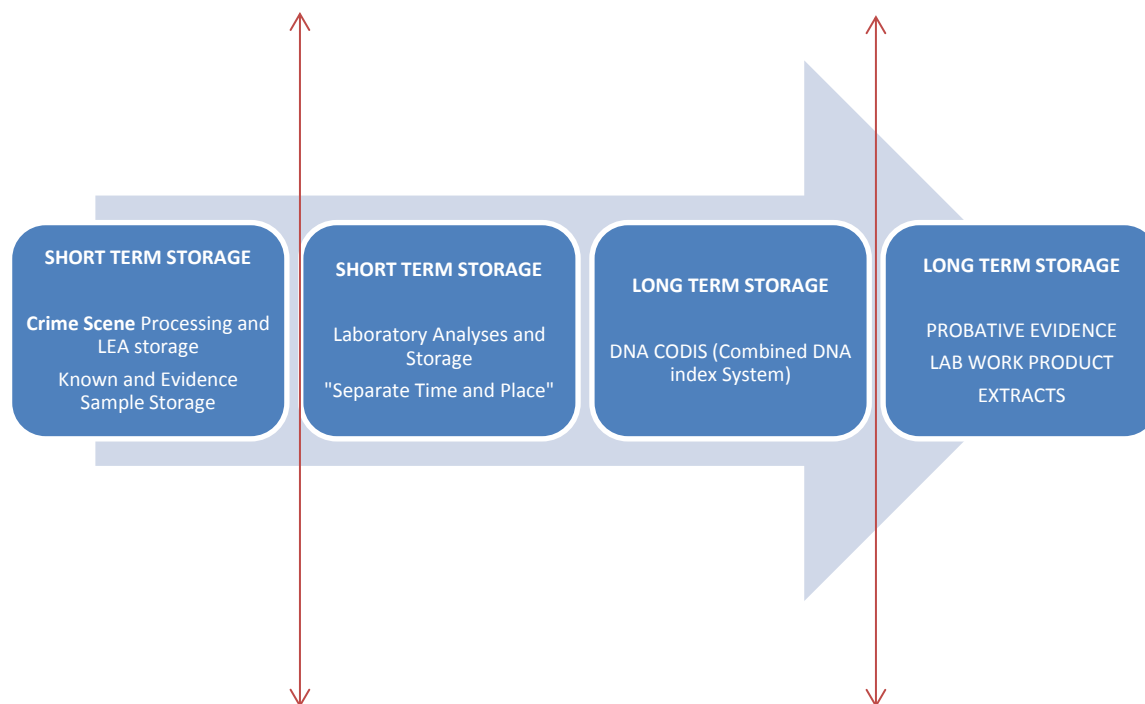 SHORT TERM STORAGE
Crime Scene Processing and
LEA storage
Known and Evidence
Sample Storage
SHORT TERM STORAGE
Laboratory Analyses and
Storage
"Separate Time and Place"
LONG TERM STORAGE
DNA CODIS (Combined DNA
index System)
LONG TERM STORAGE
PROBATIVE EVIDENCE
LAB WORK PRODUCT
EXTRACTS